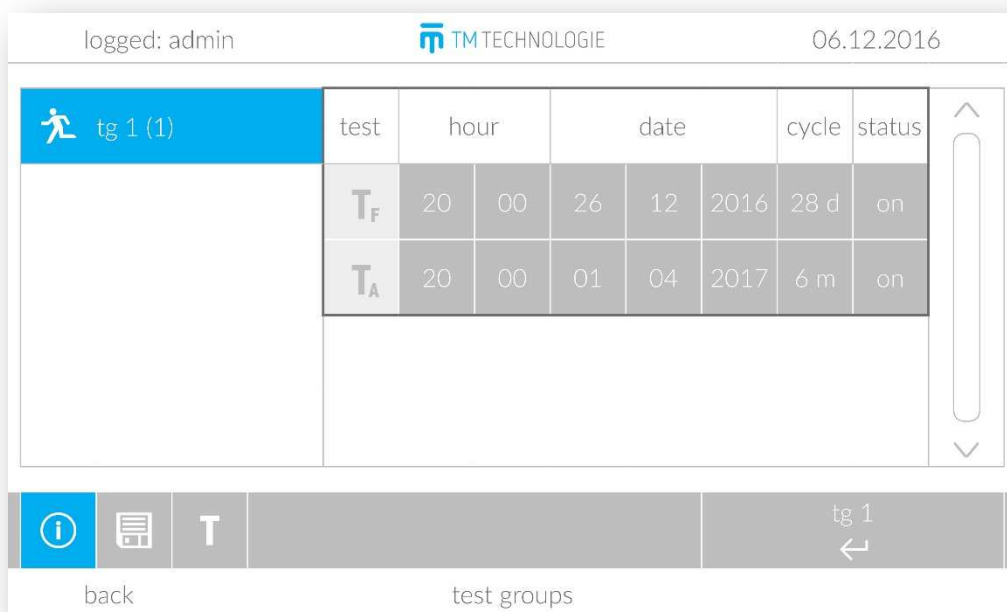 logged: admin TM TECHNOLOGIE 06.12.2016
tg 1 (1) test hour date cycle status
TF 20 00 26 12 2016 28 d on
TA 20 00 01 04 2017 6 m on
i T tg 1
back test groups